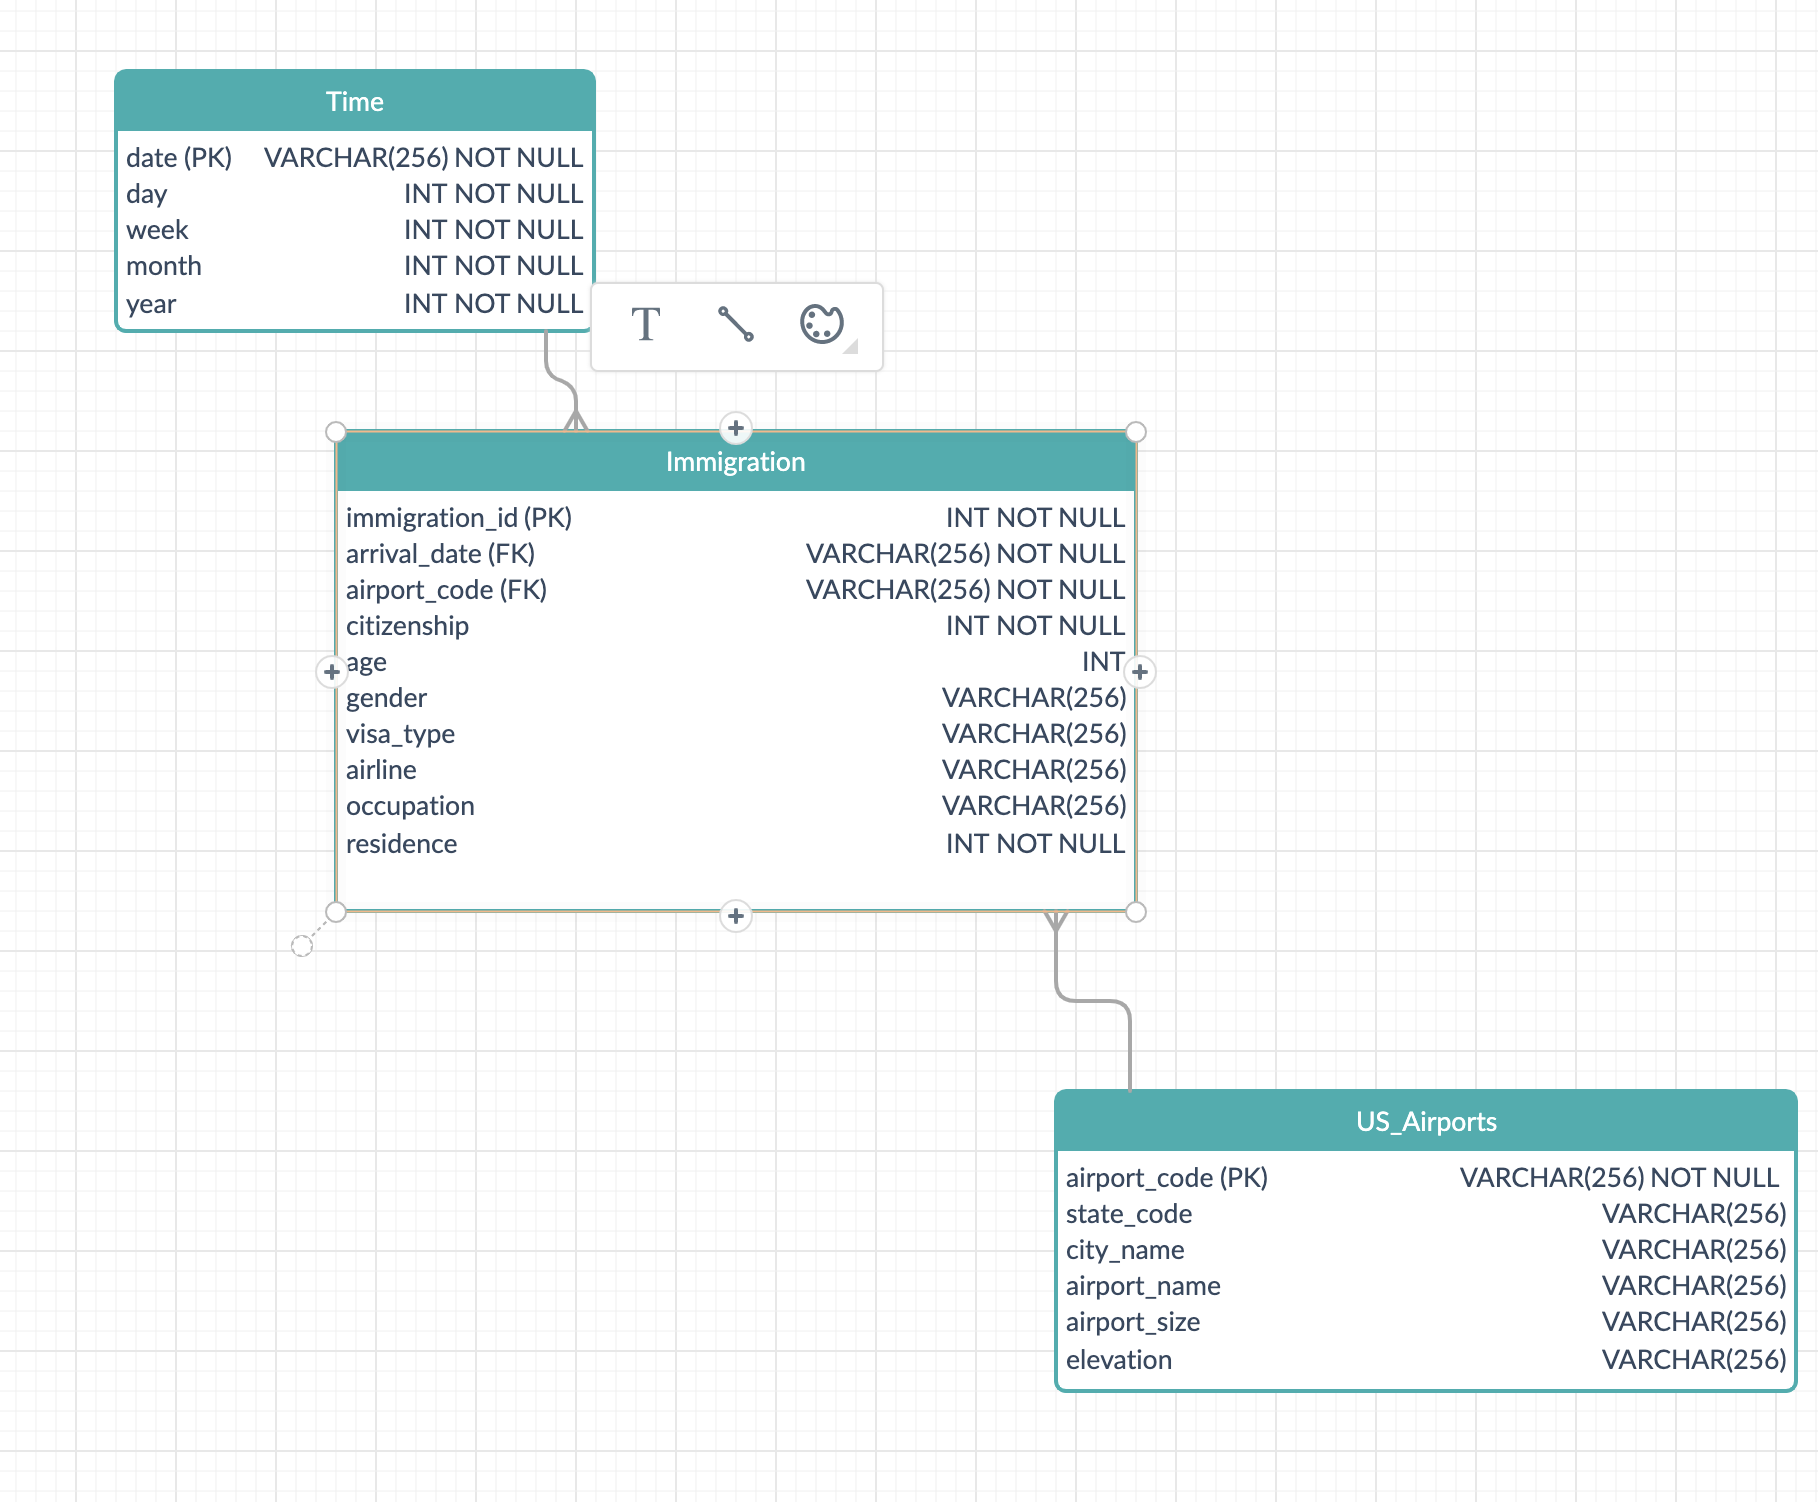 Time
date (PK) VARCHAR(256) NOT NULL
day INT NOT NULL
week INT NOT NULL
month INT NOT NULL
year INT NOT NULL
T
Immigration
immigration_id (PK) INT NOT NULL
arrival_date (FK) VARCHAR(256) NOT NULL
airport_code (FK) VARCHAR(256) NOT NULL
citizenship INT NOT NULL
age INT
gender VARCHAR(256)
visa_type VARCHAR(256)
airline VARCHAR(256)
occupation VARCHAR(256)
residence INT NOT NULL
US_Airports
airport_code (PK) VARCHAR(256) NOT NULL
state_code VARCHAR(256)
city_name VARCHAR(256)
airport_name VARCHAR(256)
airport_size VARCHAR(256)
elevation VARCHAR(256)